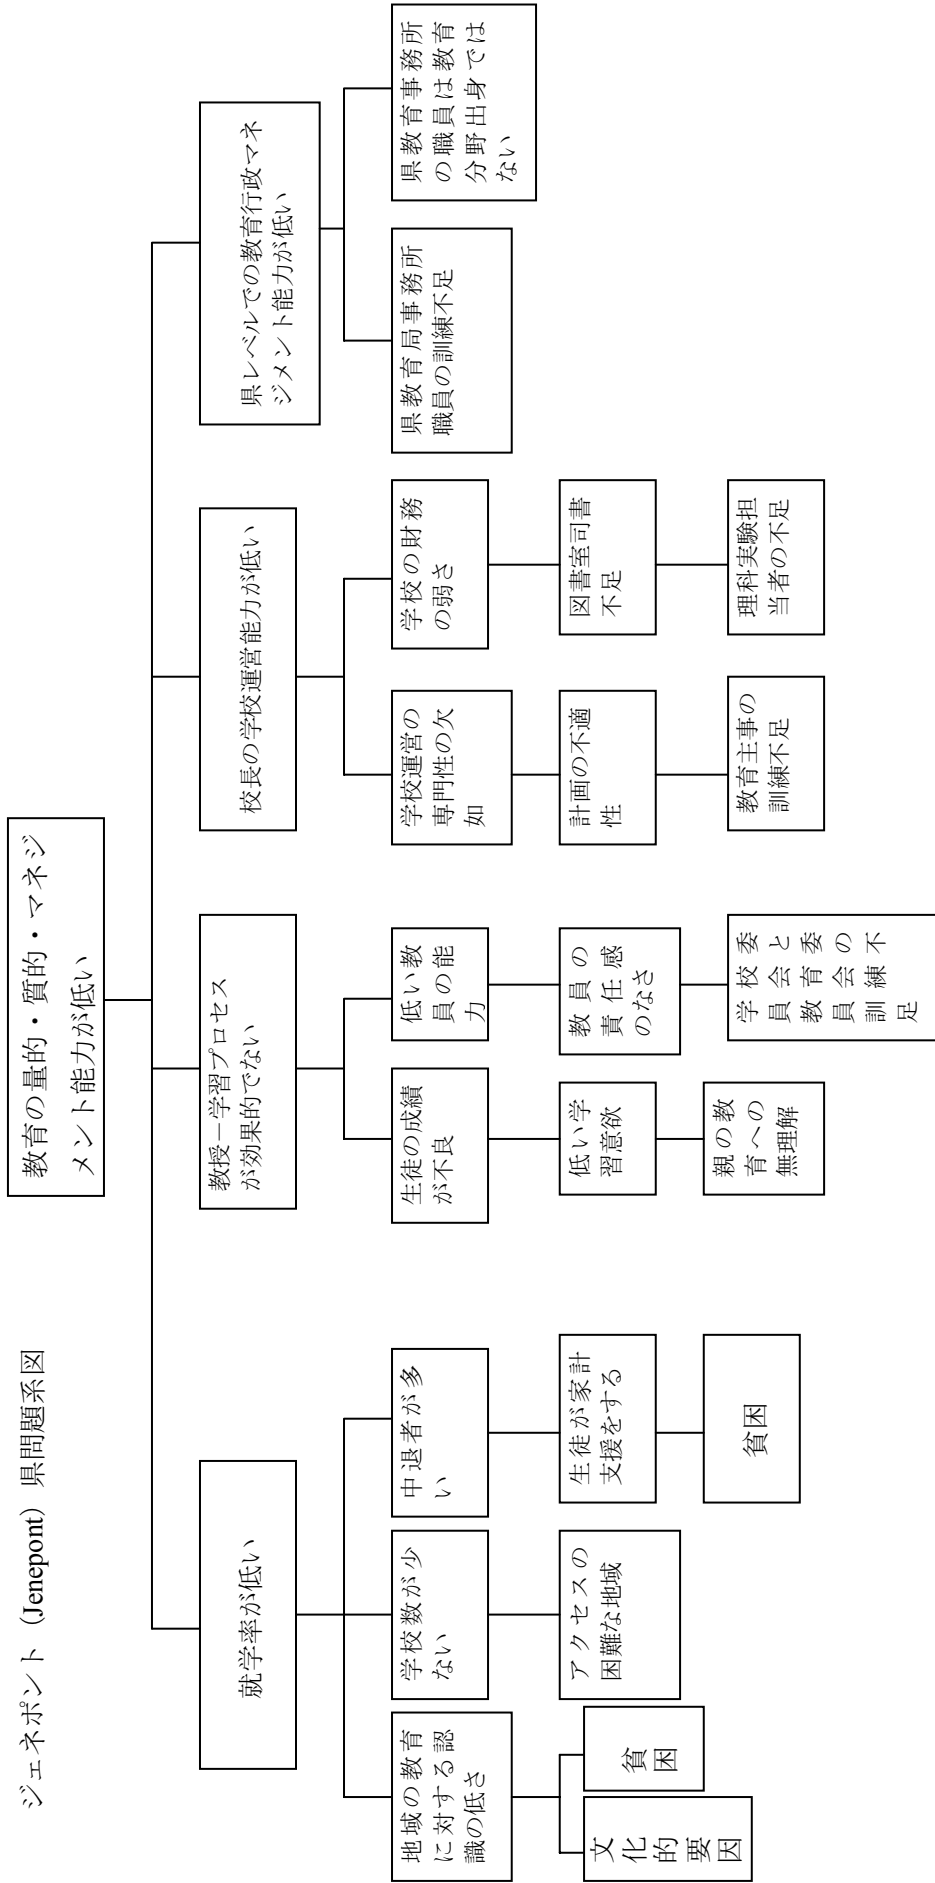 ジェネポント（Jenepont）県問題系図
教育の量的・質的・マネジ
メント能力が低い
就学率が低い
教授－学習プロセス
が効果的でない
校長の学校運営能力が低い
県レベルでの教育行政マネ
ジメント能力が低い
地域の教育
に対する認
識の低さ
学校数が少
ない
中退者が多
い
生徒の成績
が不良
低い教
員の能
力
学校運営の
専門性の欠
如
学校の財務
の弱さ
県教育局事務所
職員の訓練不足
県教育事務所
の職員は教育
分野出身では
ない
文化的要因
貧困
アクセスの
困難な地域
生徒が家計
支援をする
低い学
習意欲
教員の
責任感
のなさ
計画の不適
性
図書室司書
不足
貧困
親の教
育への
無理解
学校委
員会と
教育委
員会の
訓練不
足
教育主事の
訓練不足
理科実験担
当者の不足